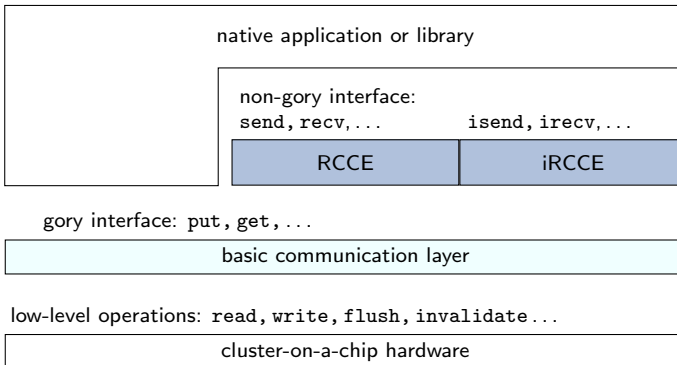 native application or library
non-gory interface:
send, recv, ... isend, irecv, ...
RCCE iRCCE
gory interface: put, get, ...
basic communication layer
low-level operations: read, write, flush, invalidate ...
cluster-on-a-chip hardware